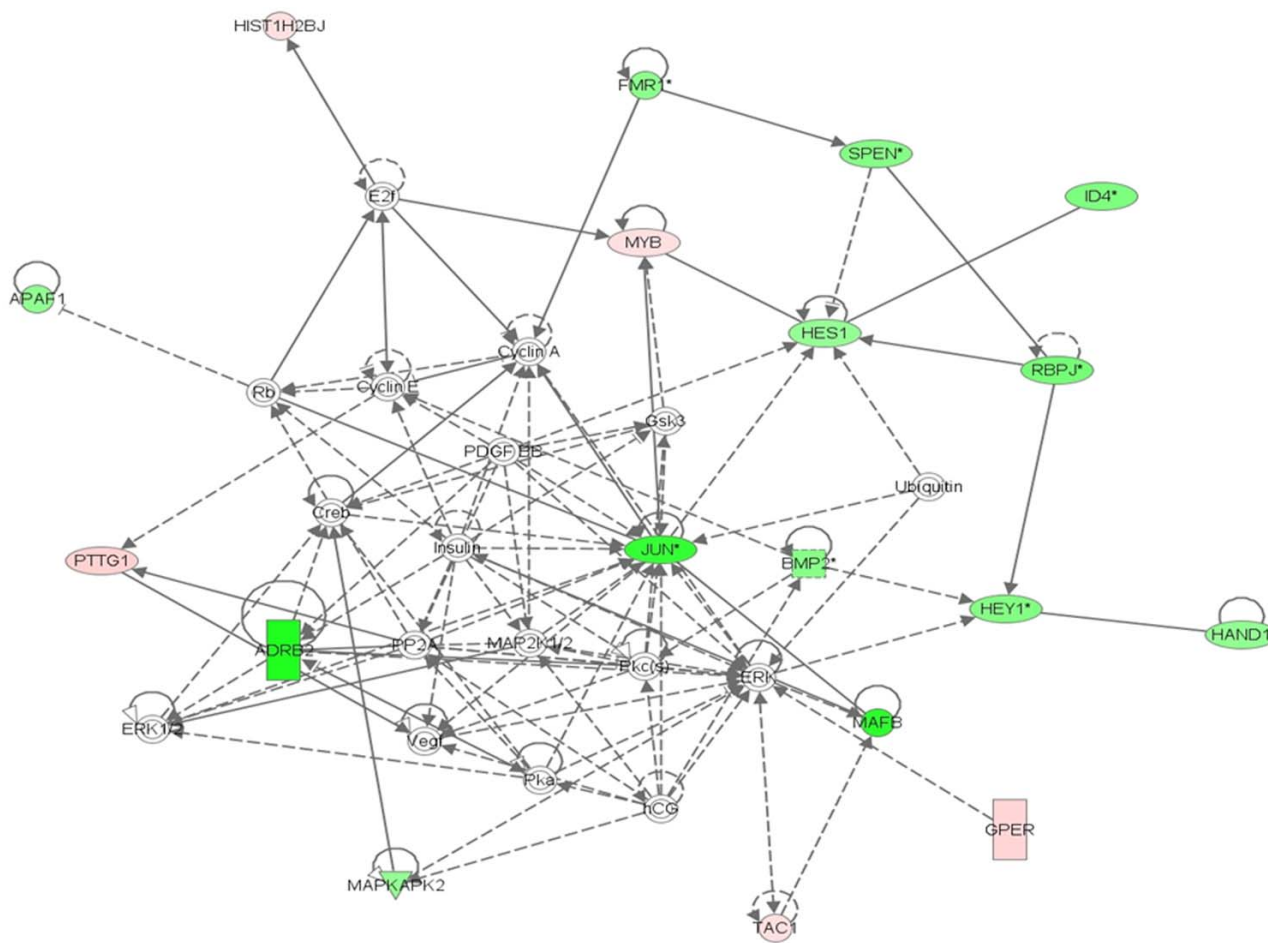 HIST1H2BJ
FMR1*
SPEN*
ID4*
E2f
MYB
APAF1
HES1
Cyclin A
RBPJ*
Cyclin E
Rb
Gsk3
PDGF BB
Ubiquitin
Creb
Insulin
JUN*
PTTG1
BMP2*
HEY1*
HAND1
ADRB2
PP2A
MAP2K1/2
Pkc(s)
ERK
MAFB
ERK1/2
Vegf
Pka
hCG
GPER
MAPKAPK2
TAC1